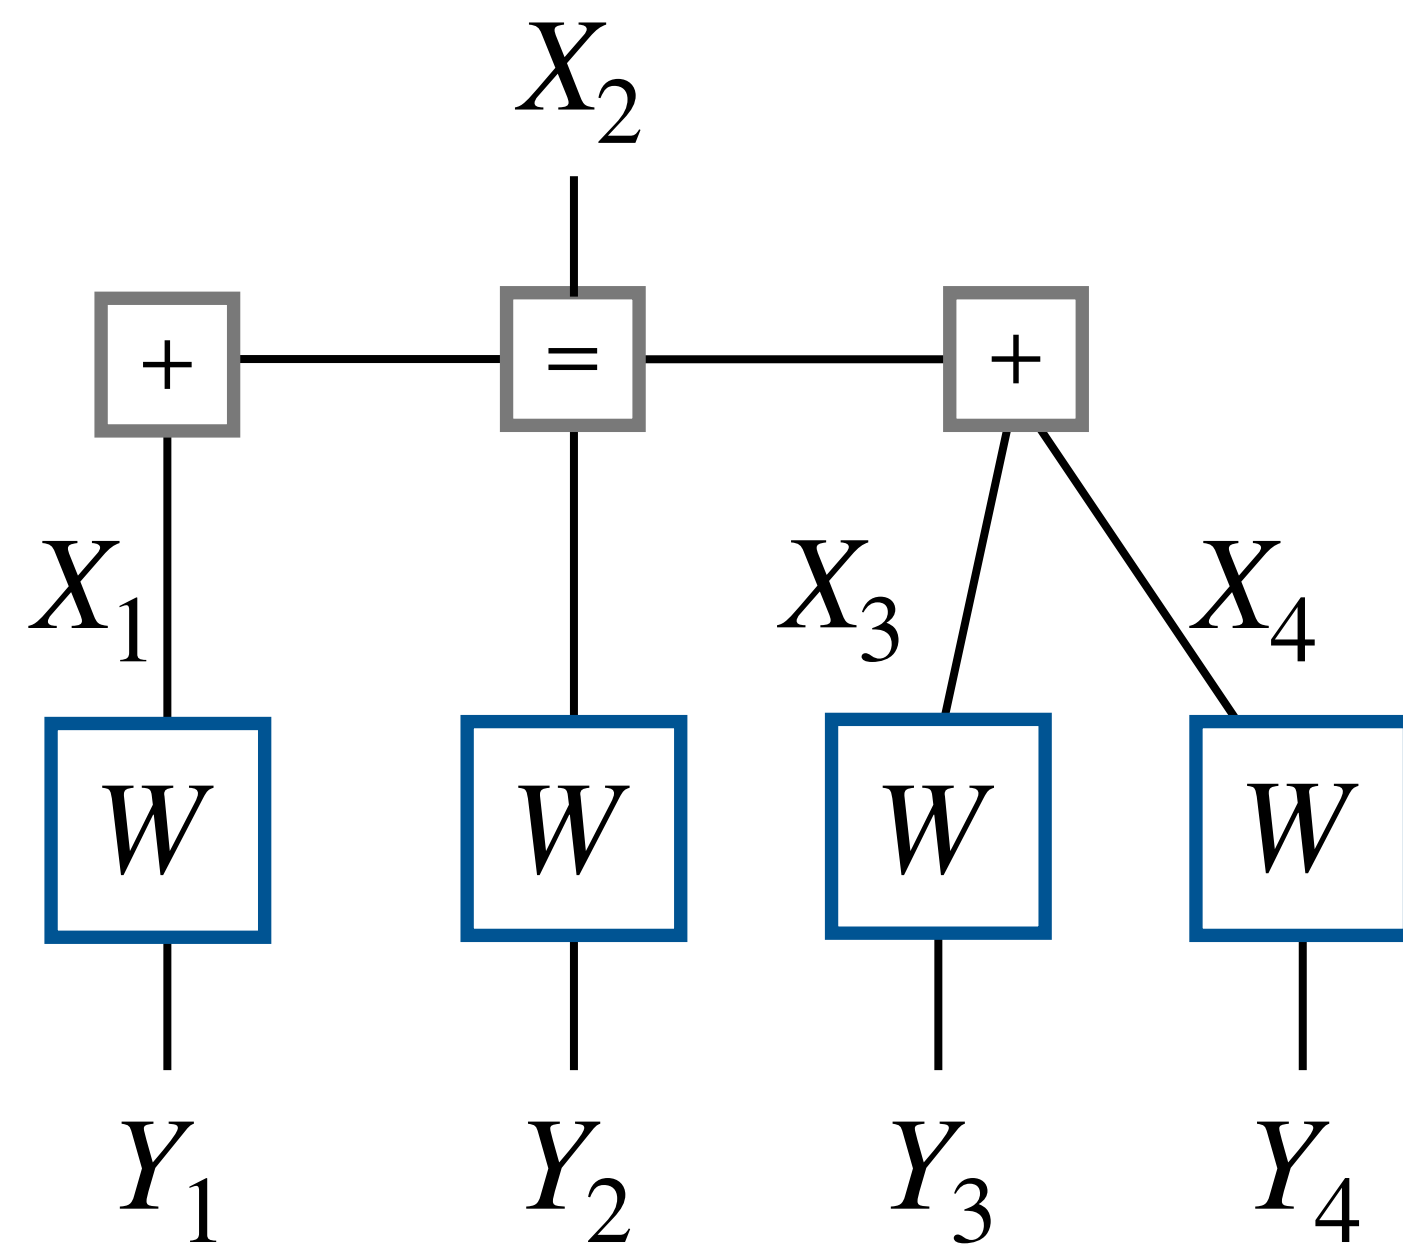 X₂
+ = +
X₁ X₃ X₄
W W W W
Y₁ Y₂ Y₃ Y₄